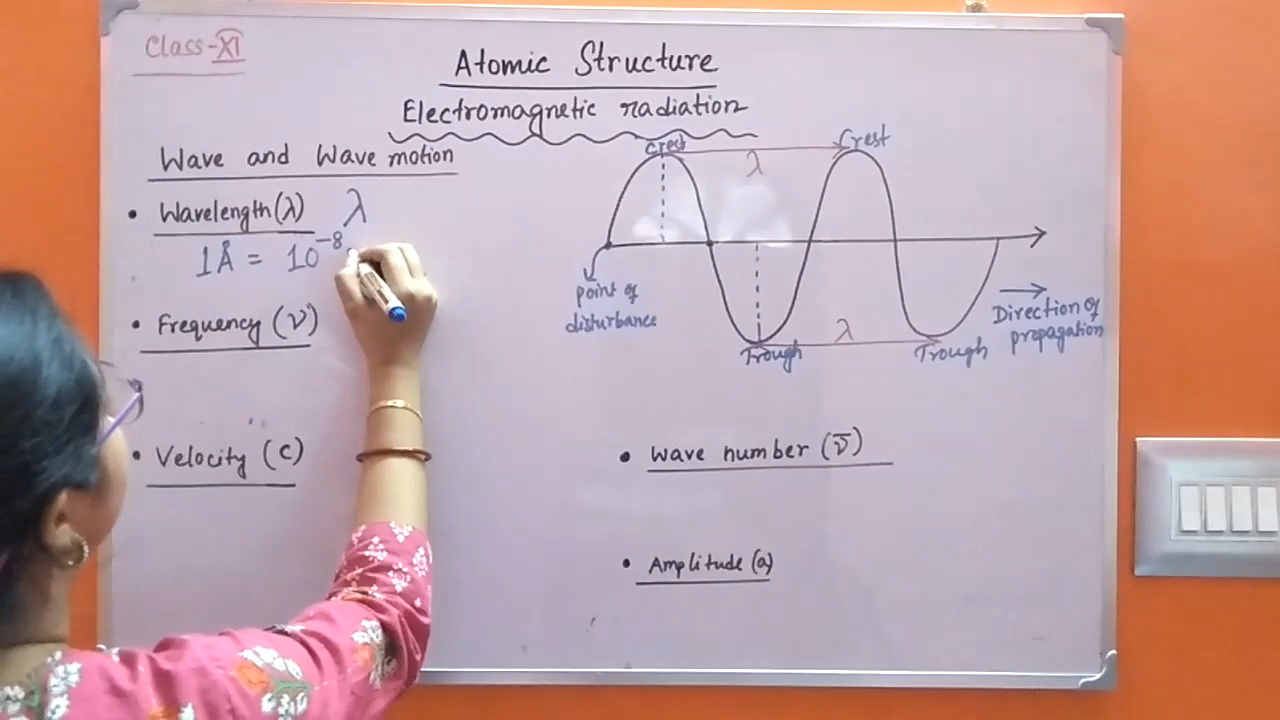 Class-XI
Atomic Structure
Electromagnetic radiation
Wave and Wave motion
• Wavelength(λ) λ
1Å = 10⁻⁸
• Frequency (ν)
• Velocity (c)
Crest
Crest
λ
point of
disturbance
Direction of
propagation
λ
Trough
Trough
• Wave number (ν̅)
• Amplitude (a)